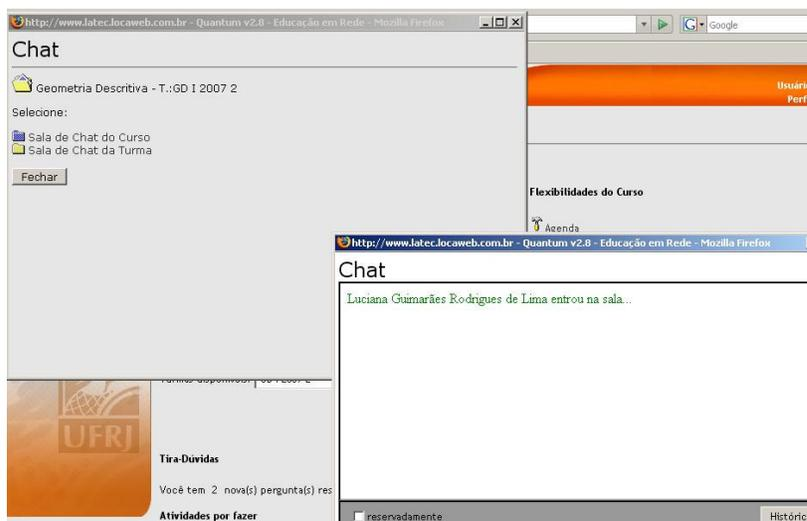 http://www.latec.locaweb.com.br - Quantum v2.8 - Educação em Rede - Mozilla Firefox
Chat
Geometria Descritiva - T.:GD I 2007 2
Selecione:
Sala de Chat do Curso
Sala de Chat da Turma
Fechar
G Google
Usuári
Perf
Flexibilidades do Curso
Agenda
http://www.latec.locaweb.com.br - Quantum v2.8 - Educação em Rede - Mozilla Firefox
Chat
Luciana Guimarães Rodrigues de Lima entrou na sala...
reservadamente
Históric
UFRJ
Tira-Dúvidas
Você tem 2 nova(s) pergunta(s) res
Atividades por fazer